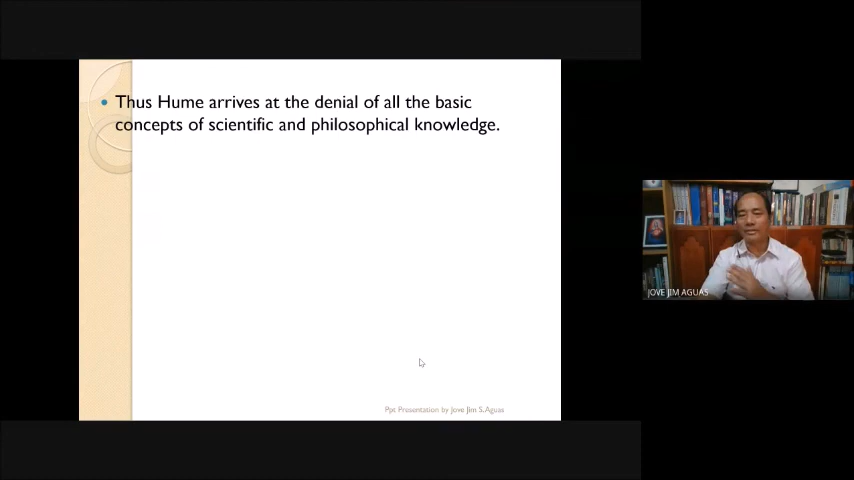 Thus Hume arrives at the denial of all the basic
concepts of scientific and philosophical knowledge.
JOVE JIM AGUAS
Ppt Presentation by Jove Jim S. Aguas